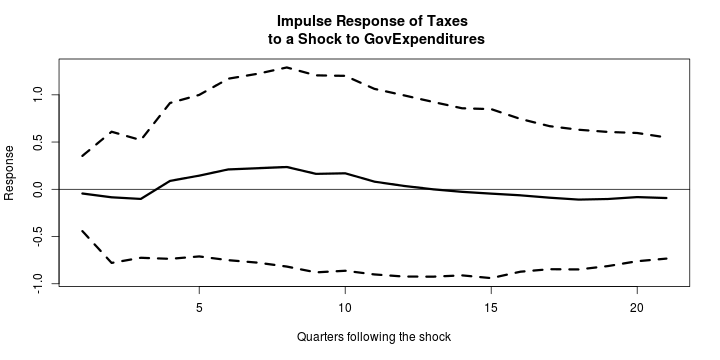 Impulse Response of Taxes
to a Shock to GovExpenditures
Response
1.0
0.5
0.0
-0.5
-1.0
5 10 15 20
Quarters following the shock